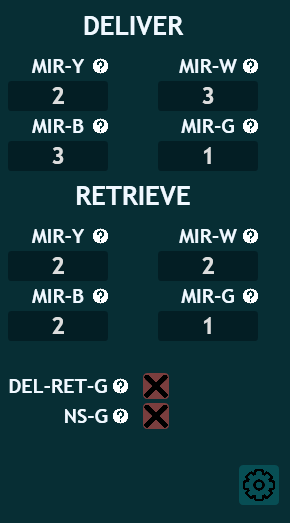 DELIVER
MIR-Y ? MIR-W ?
2 3
MIR-B ? MIR-G ?
3 1
RETRIEVE
MIR-Y ? MIR-W ?
2 2
MIR-B ? MIR-G ?
2 1
DEL-RET-G ?
NS-G ?